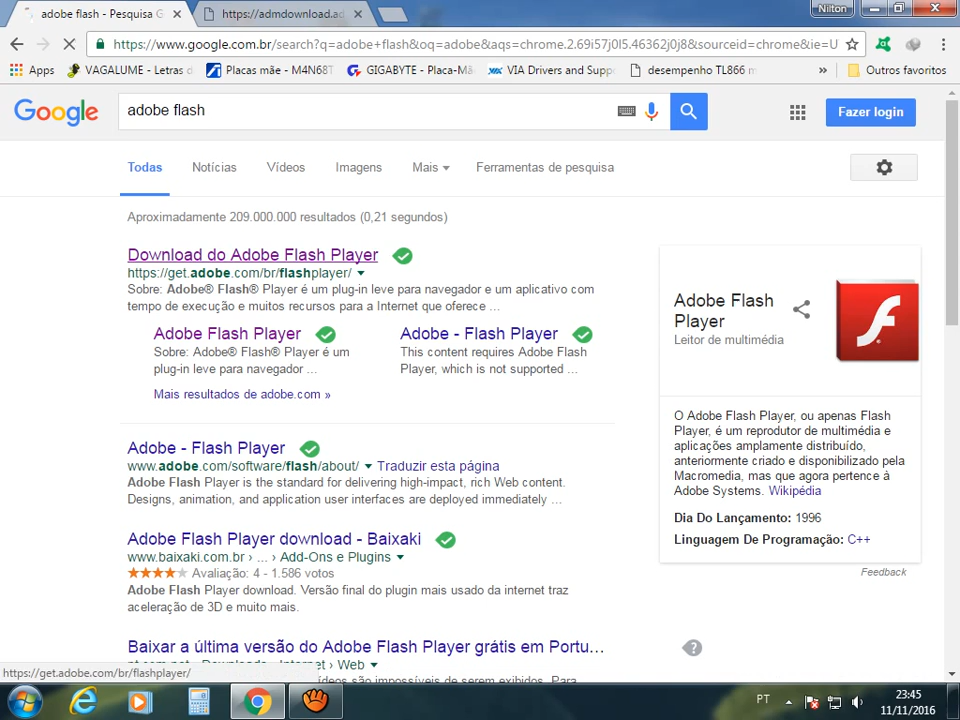 adobe flash - Pesquisa G
https://admdownload.ad
Nilton
https://www.google.com.br/search?q=adobe+flash&oq=adobe&aqs=chrome.2.69i57j0l5.46362j0j8&sourceid=chrome&ie=U
Apps
VAGALUME - Letras d
Placas mãe - M4N68T
GIGABYTE - Placa-Mã
VIA Drivers and Supp
desempenho TL866 m
»
Outros favoritos
Google
adobe flash
Fazer login
Todas
Notícias
Vídeos
Imagens
Mais
Ferramentas de pesquisa
Aproximadamente 209.000.000 resultados (0,21 segundos)
Download do Adobe Flash Player
https://get.adobe.com/br/flashplayer/
Sobre: Adobe® Flash® Player é um plug-in leve para navegador e um aplicativo com
tempo de execução e muitos recursos para a Internet que oferece ...
Adobe Flash Player
Sobre: Adobe® Flash® Player é um
plug-in leve para navegador ...
Adobe - Flash Player
This content requires Adobe Flash
Player, which is not supported ...
Mais resultados de adobe.com »
Adobe - Flash Player
www.adobe.com/software/flash/about/ Traduzir esta página
Adobe Flash Player is the standard for delivering high-impact, rich Web content.
Designs, animation, and application user interfaces are deployed immediately ...
Adobe Flash Player download - Baixaki
www.baixaki.com.br › ... › Add-Ons e Plugins
Avaliação: 4 - 1.586 votos
Adobe Flash Player download. Versão final do plugin mais usado da internet traz
aceleração de 3D e muito mais.
Baixar a última versão do Adobe Flash Player grátis em Portu...
Internet › Web
ídeos são impossíveis de serem exibidos. Para
Adobe Flash
Player
Leitor de multimédia
O Adobe Flash Player, ou apenas Flash
Player, é um reprodutor de multimédia e
aplicações amplamente distribuído,
anteriormente criado e disponibilizado pela
Macromedia, mas que agora pertence à
Adobe Systems. Wikipédia
Dia Do Lançamento: 1996
Linguagem De Programação: C++
Feedback
?
https://get.adobe.com/br/flashplayer/
PT
23:45
11/11/2016